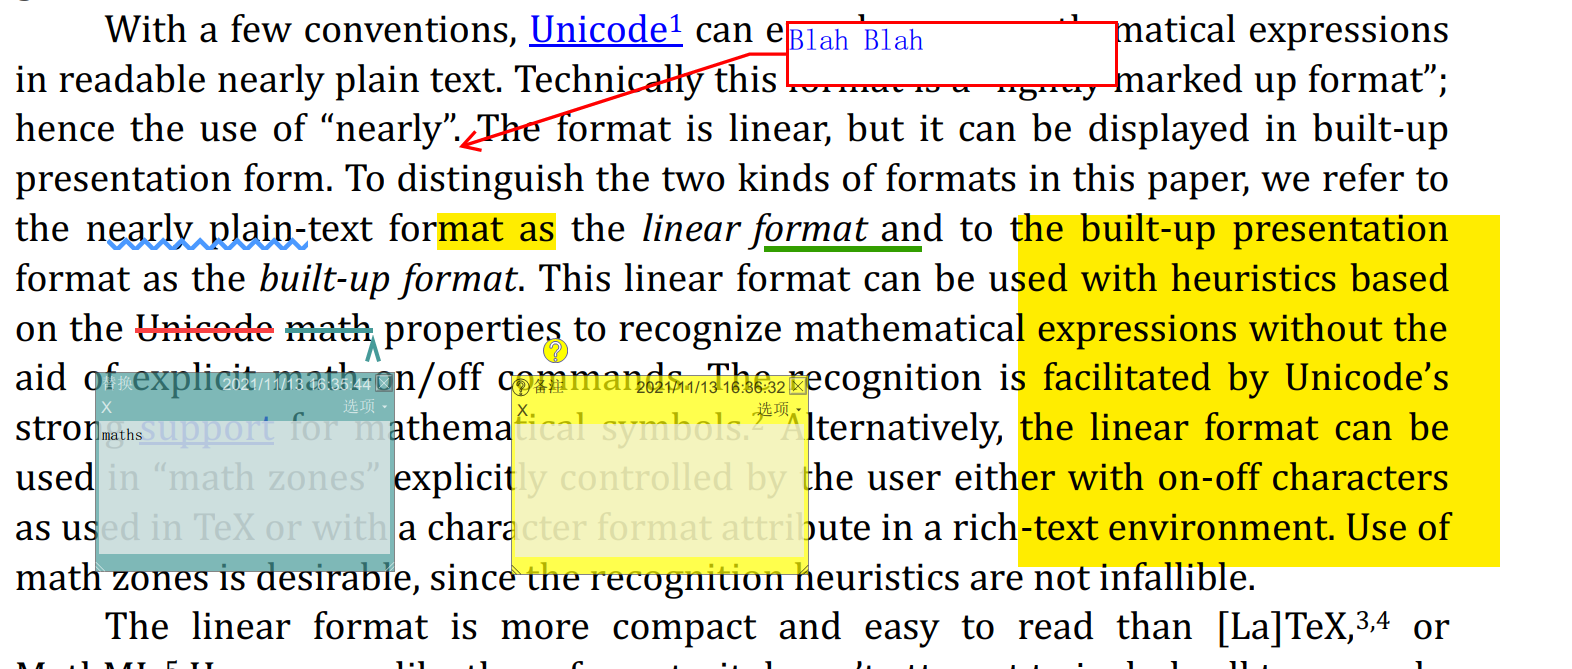 With a few conventions, Unicode¹ can e Blah Blah matical expressions
in readable nearly plain text. Technically this format is a “lightly marked up format”;
hence the use of “nearly”. The format is linear, but it can be displayed in built-up
presentation form. To distinguish the two kinds of formats in this paper, we refer to
the nearly plain-text format as the linear format and to the built-up presentation
format as the built-up format. This linear format can be used with heuristics based
on the Unicode math properties to recognize mathematical expressions without the
aid of explicit math on/off commands. The recognition is facilitated by Unicode’s
替换 2021/11/13 16:35:44
X 选项
maths
备注 2021/11/13 16:36:32
X 选项
strong support for mathematical symbols.² Alternatively, the linear format can be
used in “math zones” explicitly controlled by the user either with on-off characters
as used in TeX or with a character format attribute in a rich-text environment. Use of
math zones is desirable, since the recognition heuristics are not infallible.
The linear format is more compact and easy to read than [La]TeX,³,⁴ or